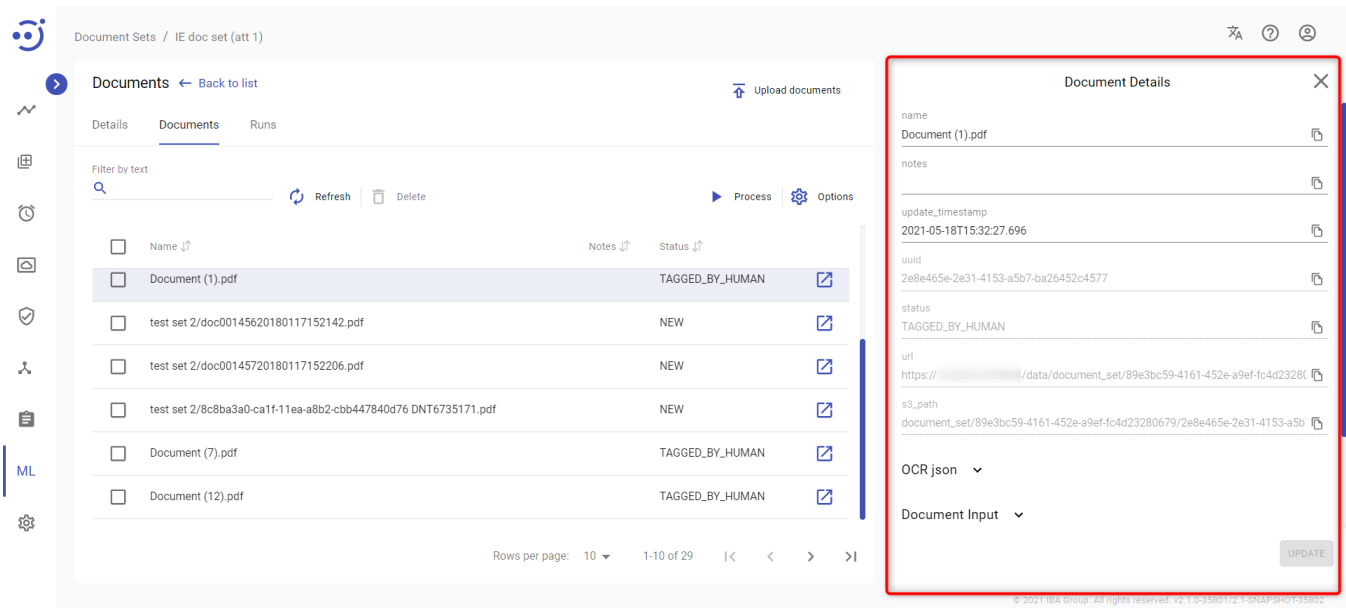 Document Sets / IE doc set (att 1)
Documents ← Back to list
Upload documents
Details Documents Runs
Filter by text
Refresh Delete
Process Options
Name Notes Status
Document (1).pdf TAGGED_BY_HUMAN
test set 2/doc00145620180117152142.pdf NEW
test set 2/doc00145720180117152206.pdf NEW
test set 2/8c8ba3a0-ca1f-11ea-a8b2-cbb447840d76 DNT6735171.pdf NEW
Document (7).pdf TAGGED_BY_HUMAN
Document (12).pdf TAGGED_BY_HUMAN
Rows per page: 10 1-10 of 29
ML
Document Details
name
Document (1).pdf
notes
update_timestamp
2021-05-18T15:32:27.696
uuid
2e8e465e-2e31-4153-a5b7-ba26452c4577
status
TAGGED_BY_HUMAN
url
https:// /data/document_set/89e3bc59-4161-452e-a9ef-fc4d2328(
s3_path
document_set/89e3bc59-4161-452e-a9ef-fc4d23280679/2e8e465e-2e31-4153-a5b
OCR json
Document Input
UPDATE
© 2021 IBA Group. All rights reserved. v2.1.0-35801/2.1-SNAPSHOT-35802